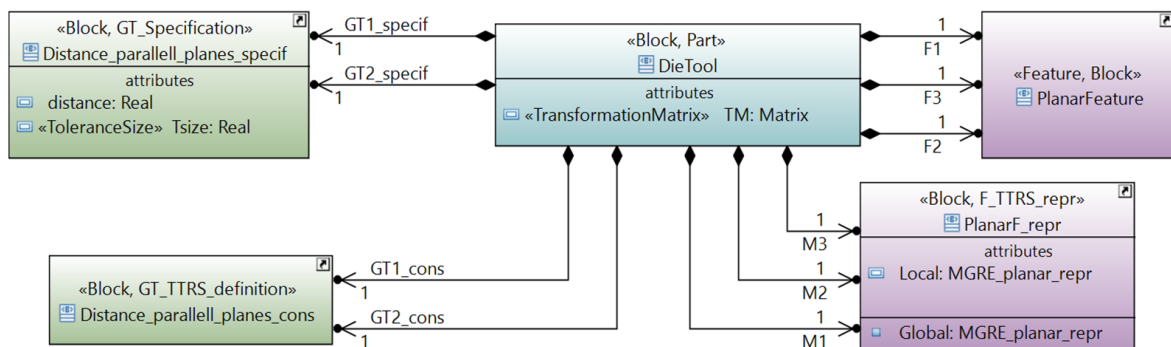 «Block, GT_Specification»
Distance_parallell_planes_specif
attributes
distance: Real
«ToleranceSize» Tsize: Real
GT1_specif
1
GT2_specif
1
«Block, Part»
DieTool
attributes
«TransformationMatrix» TM: Matrix
1
F1
1
F3
1
F2
«Feature, Block»
PlanarFeature
«Block, GT_TTRS_definition»
Distance_parallell_planes_cons
GT1_cons
1
GT2_cons
1
1
M3
1
M2
1
M1
«Block, F_TTRS_repr»
PlanarF_repr
attributes
Local: MGRE_planar_repr
Global: MGRE_planar_repr